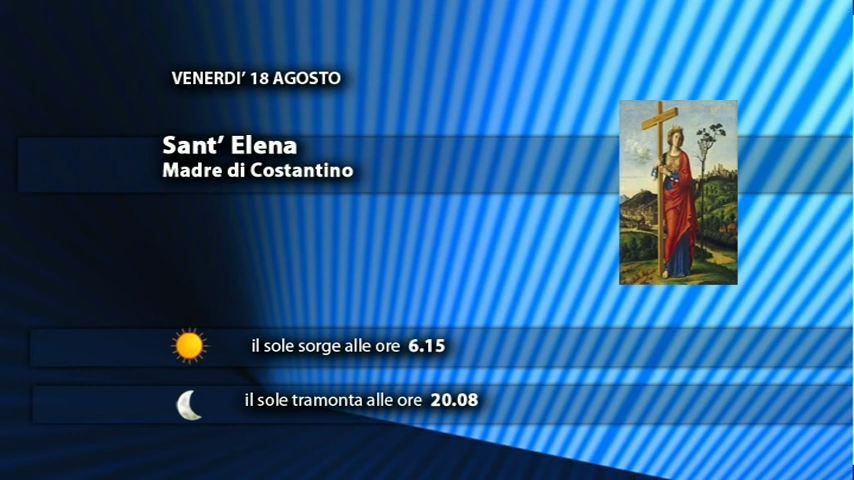 VENERDI’ 18 AGOSTO
Sant’ Elena
Madre di Costantino
il sole sorge alle ore 6.15
il sole tramonta alle ore 20.08